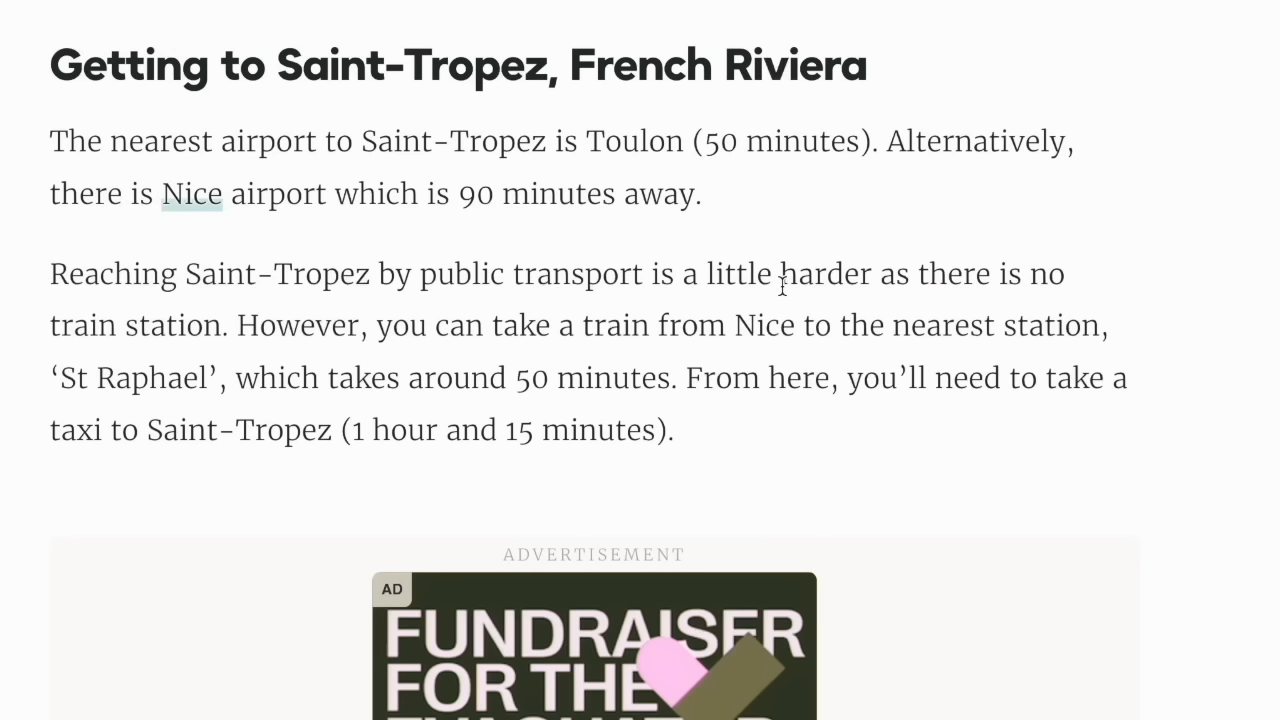 Getting to Saint-Tropez, French Riviera
The nearest airport to Saint-Tropez is Toulon (50 minutes). Alternatively,
there is Nice airport which is 90 minutes away.
Reaching Saint-Tropez by public transport is a little harder as there is no
train station. However, you can take a train from Nice to the nearest station,
‘St Raphael’, which takes around 50 minutes. From here, you’ll need to take a
taxi to Saint-Tropez (1 hour and 15 minutes).
ADVERTISEMENT
AD
FUNDRAISER
FOR THE